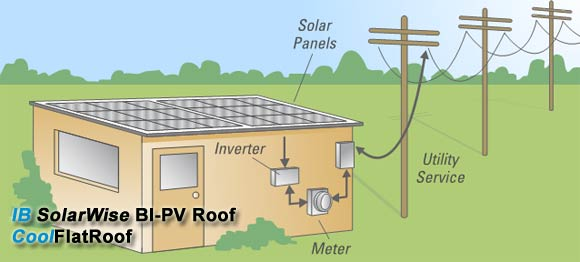 Solar
Panels
Inverter
Utility
Service
IB SolarWise BI-PV Roof
CoolFlatRoof
Meter